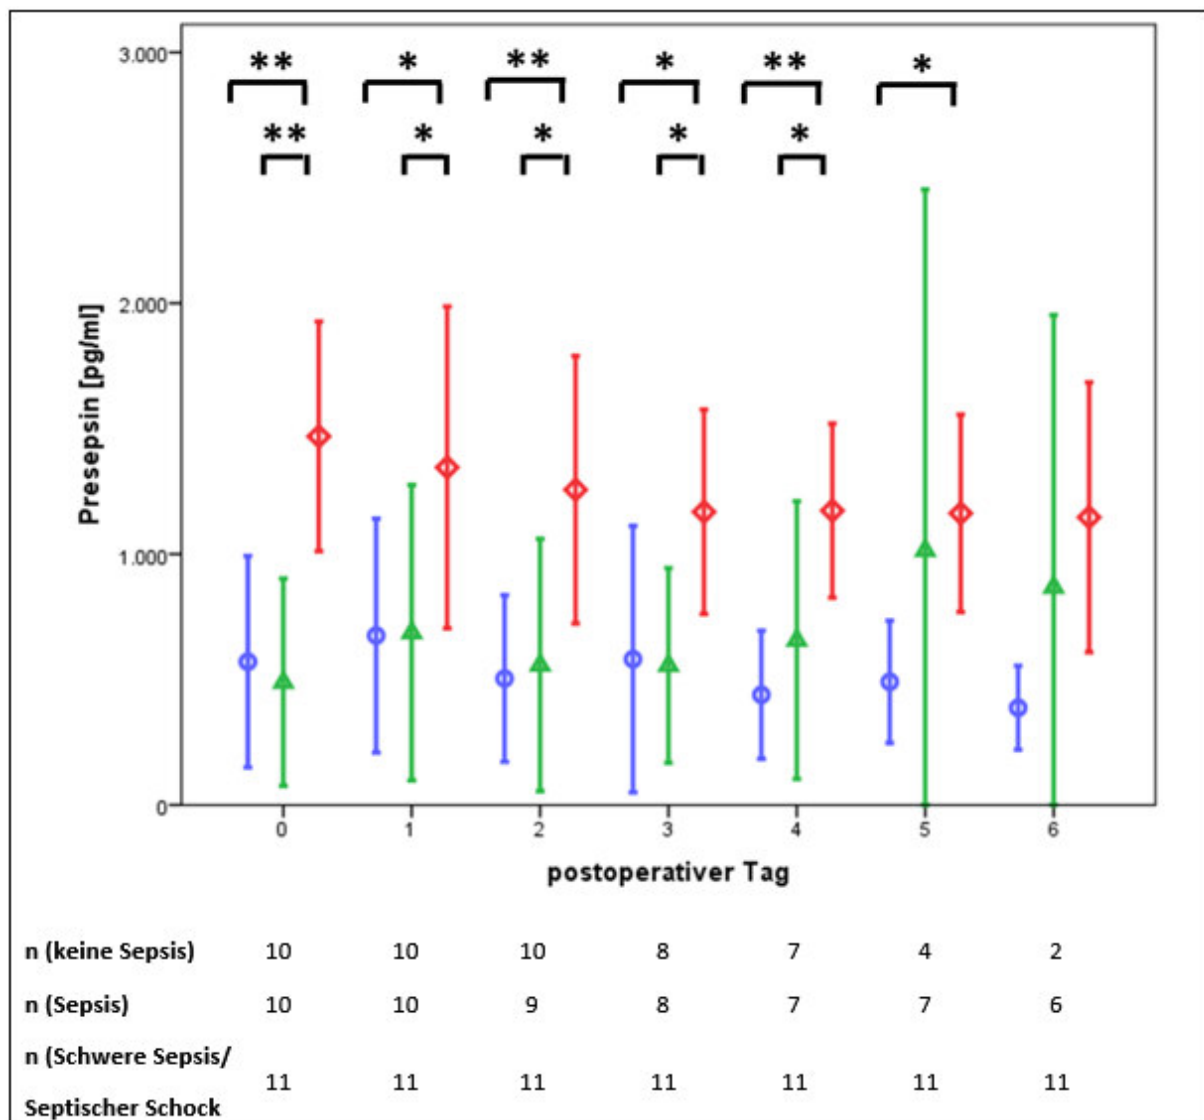 3.000
** * ** * ** *
** * * * *
2.000
Presepsin [pg/ml]
1.000
0
0 1 2 3 4 5 6
postoperativer Tag
n (keine Sepsis) 10 10 10 8 7 4 2
n (Sepsis) 10 10 9 8 7 7 6
n (Schwere Sepsis/
11 11 11 11 11 11 11
Septischer Schock